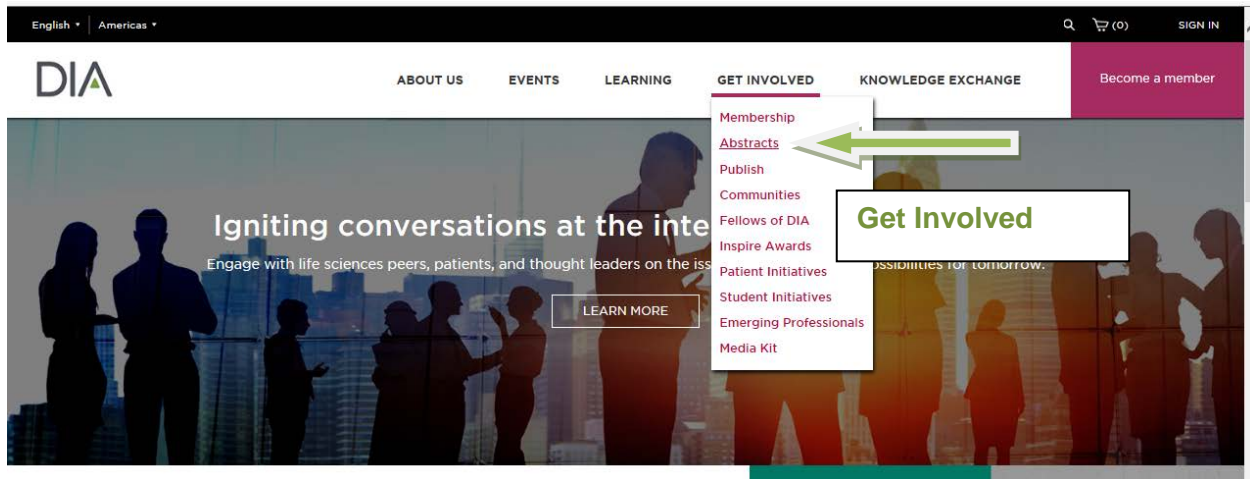 English Americas (0) SIGN IN
DIA ABOUT US EVENTS LEARNING GET INVOLVED KNOWLEDGE EXCHANGE Become a member
Membership
Abstracts
Publish
Communities
Fellows of DIA
Inspire Awards
Patient Initiatives
Student Initiatives
Emerging Professionals
Media Kit
Get Involved
Igniting conversations at the inte
Engage with life sciences peers, patients, and thought leaders on the iss ossibilities for tomorrow.
LEARN MORE